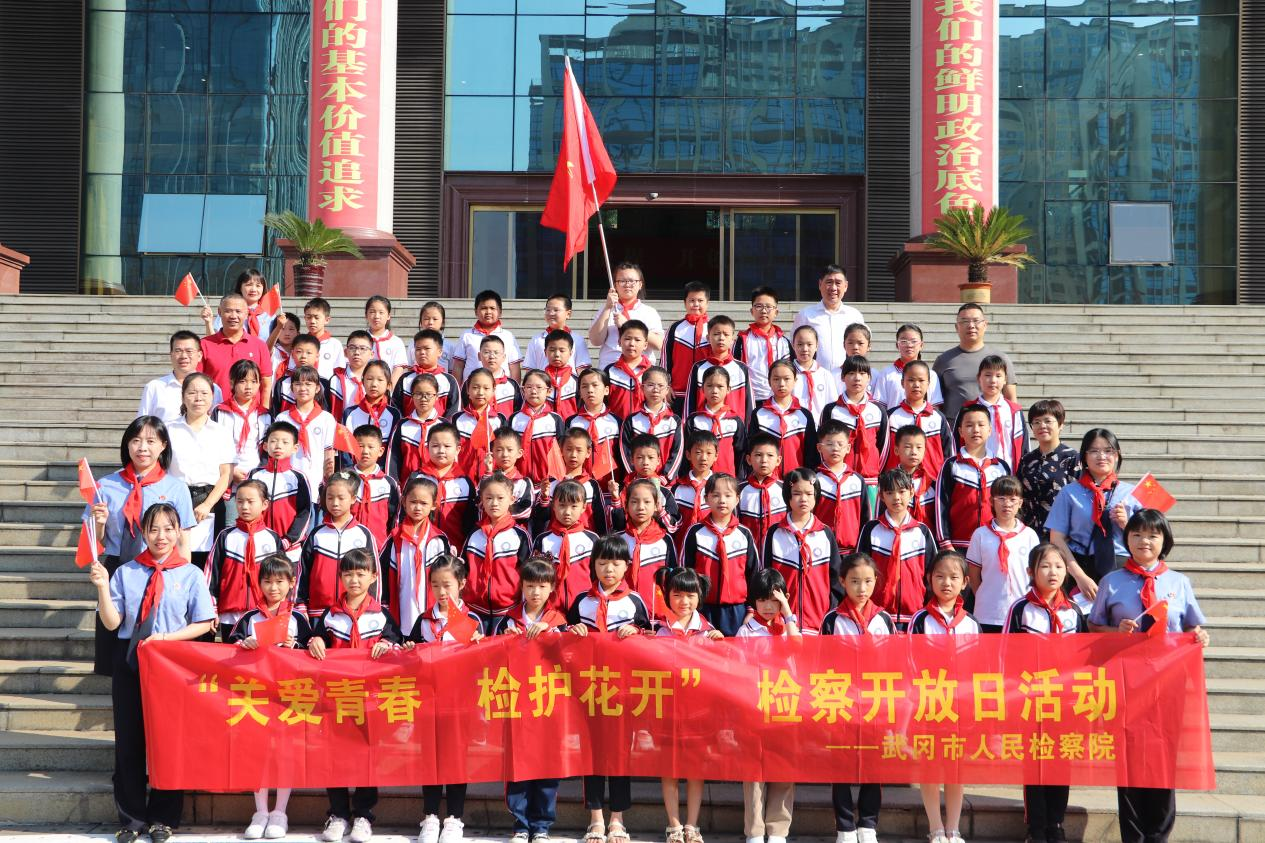 们的基本价值追求
我们的鲜明政治底色
“关爱青春 检护花开” 检察开放日活动
——武冈市人民检察院